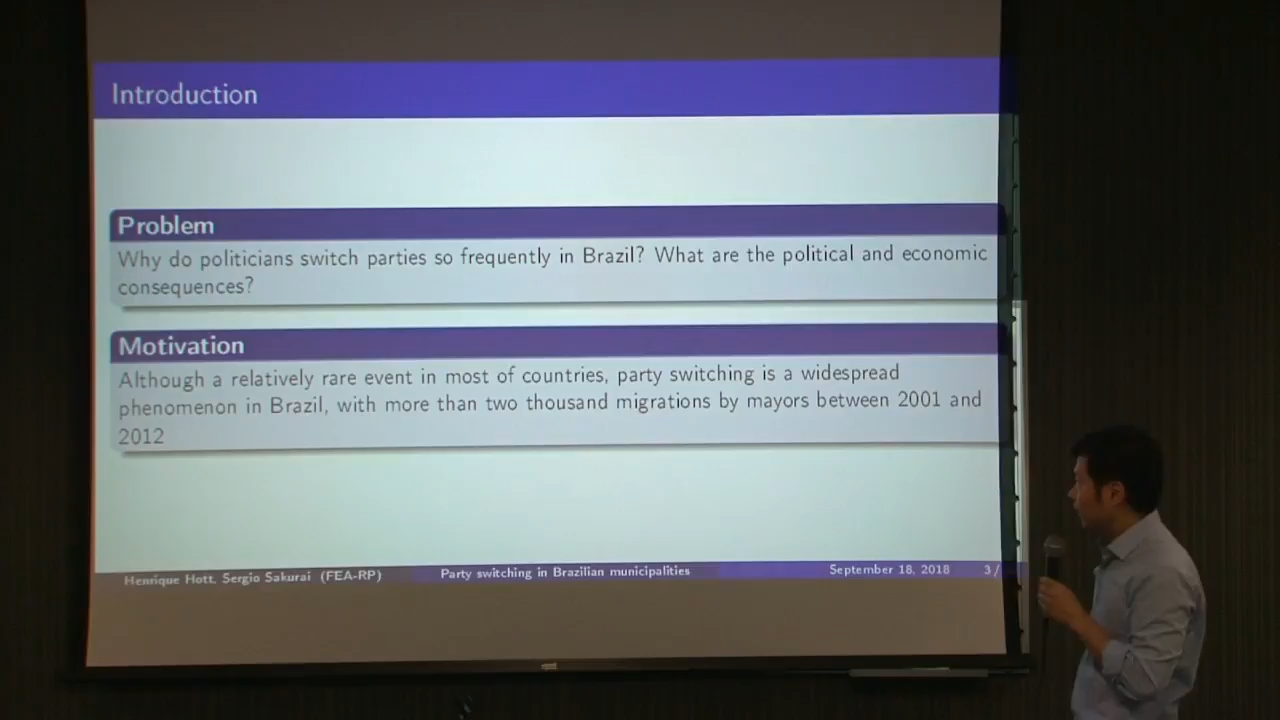 Introduction
Problem
Why do politicians switch parties so frequently in Brazil? What are the political and economic
consequences?
Motivation
Although a relatively rare event in most of countries, party switching is a widespread
phenomenon in Brazil, with more than two thousand migrations by mayors between 2001 and
2012
Henrique Hott, Sergio Sakurai (FEA-RP) Party switching in Brazilian municipalities September 18, 2018 3 /